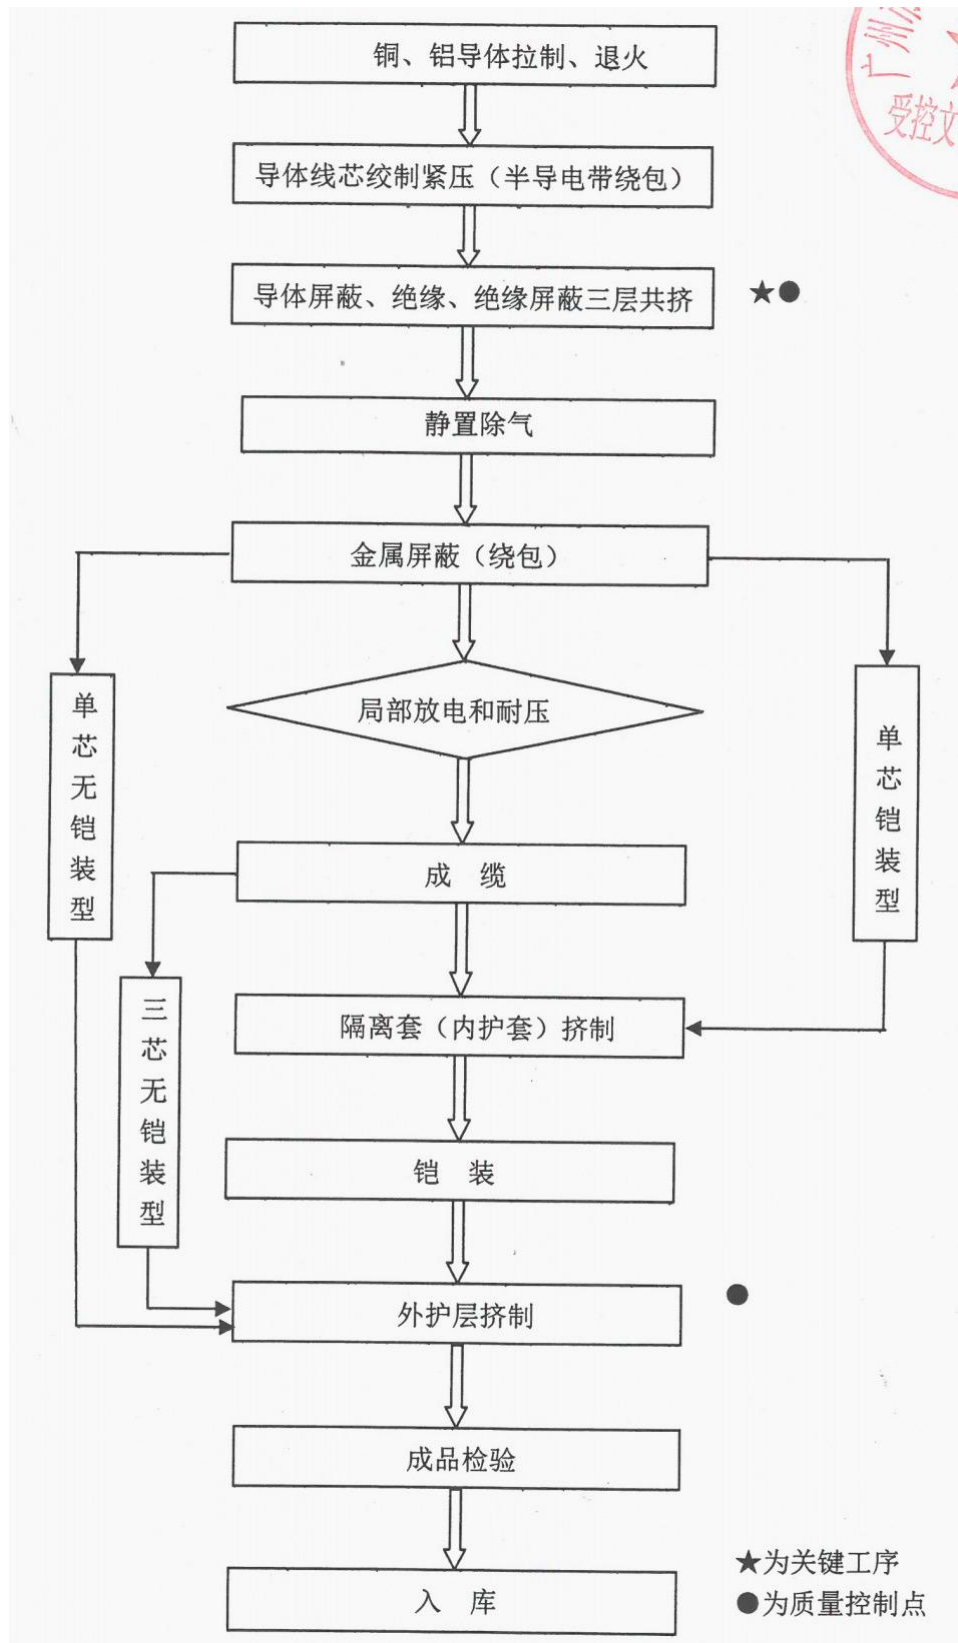 广州
受控文
铜、铝导体拉制、退火
导体线芯绞制紧压（半导电带绕包）
导体屏蔽、绝缘、绝缘屏蔽三层共挤
★●
静置除气
金属屏蔽（绕包）
局部放电和耐压
单芯无铠装型
单芯铠装型
成 缆
三芯无铠装型
隔离套（内护套）挤制
铠 装
外护层挤制
●
成品检验
入 库
★为关键工序
●为质量控制点